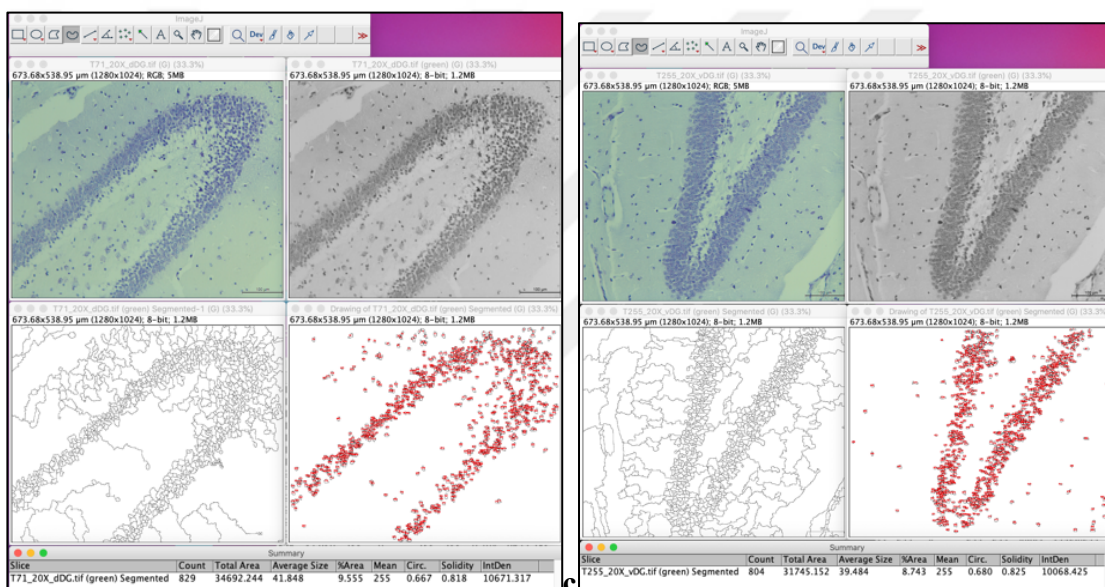 ImageJ
T71_20X_dDG.tif (G) (33.3%)
673.68x538.95 µm (1280x1024); RGB; 5MB
T71_20X_dDG.tif (green) (G) (33.3%)
673.68x538.95 µm (1280x1024); 8-bit; 1.2MB
T71_20X_dDG.tif (green) Segmented-1 (G) (33.3%)
673.68x538.95 µm (1280x1024); 8-bit; 1.2MB
Drawing of T71_20X_dDG.tif (green) Segmented (G) (33.3%)
673.68x538.95 µm (1280x1024); 8-bit; 1.2MB
Summary
Slice Count Total Area Average Size %Area Mean Circ. Solidity IntDen
T71_20X_dDG.tif (green) Segmented 829 34692.244 41.848 9.555 255 0.667 0.818 10671.317
c
ImageJ
T255_20X_vDG.tif (G) (33.3%)
673.68x538.95 µm (1280x1024); RGB; 5MB
T255_20X_vDG.tif (green) (G) (33.3%)
673.68x538.95 µm (1280x1024); 8-bit; 1.2MB
T255_20X_vDG.tif (green) Segmented (G) (33.3%)
673.68x538.95 µm (1280x1024); 8-bit; 1.2MB
Drawing of T255_20X_vDG.tif (green) Segmented (G) (33.3%)
673.68x538.95 µm (1280x1024); 8-bit; 1.2MB
Summary
Slice Count Total Area Average Size %Area Mean Circ. Solidity IntDen
T255_20X_vDG.tif (green) Segmented 804 31745.152 39.484 8.743 255 0.680 0.825 10068.425